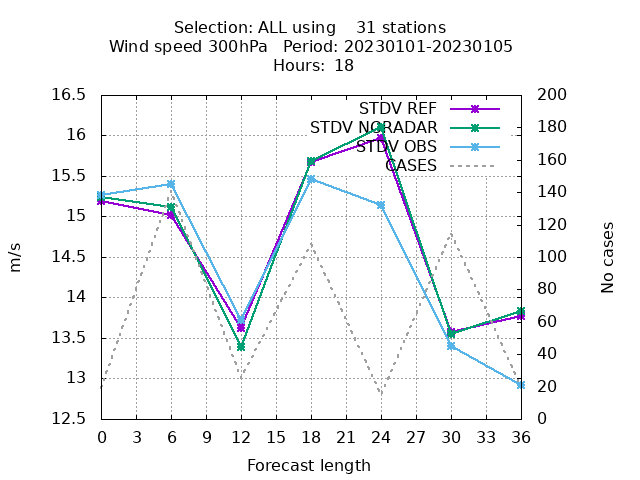 Selection: ALL using    31 stations
Wind speed 300hPa   Period: 20230101-20230105
Hours: 18
16.5
16
15.5
15
14.5
14
13.5
13
12.5
m/s
STDV REF
STDV NORADAR
STDV OBS
CASES
200
180
160
140
120
100
80
60
40
20
0
No cases
0 3 6 9 12 15 18 21 24 27 30 33 36
Forecast length